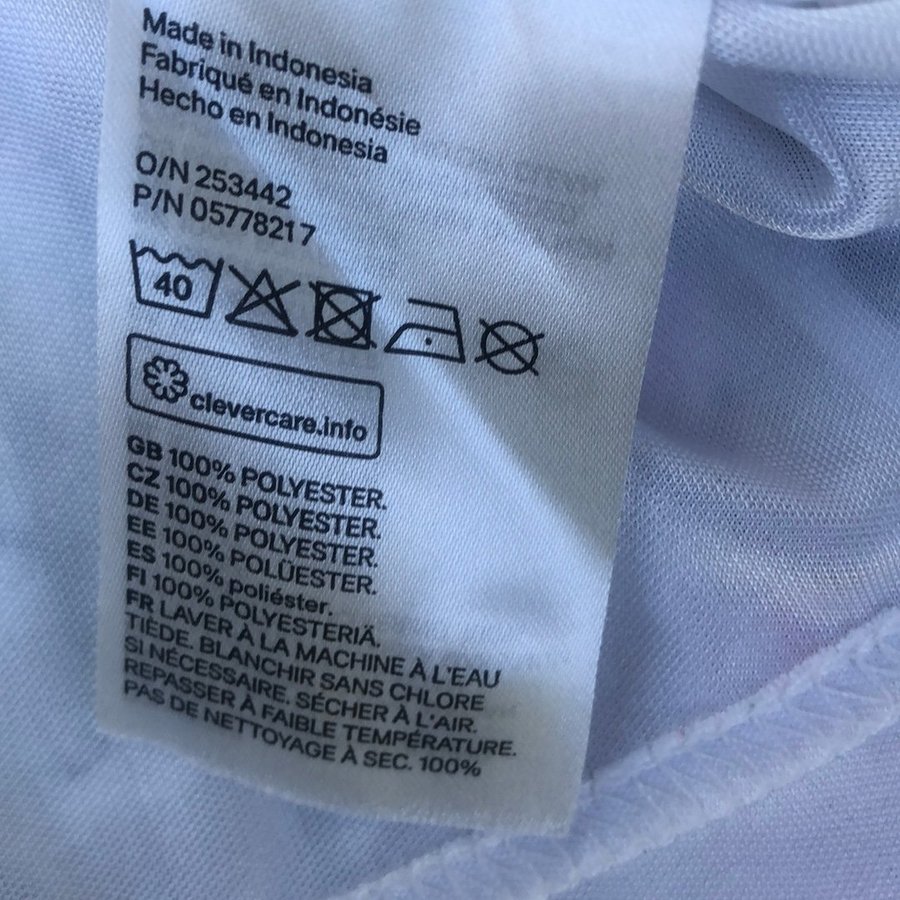 Made in Indonesia
Fabriqué en Indonésie
Hecho en Indonesia
O/N 253442
P/N 05778217
40
clevercare.info
GB 100% POLYESTER.
CZ 100% POLYESTER.
DE 100% POLYESTER.
EE 100% POLÜESTER.
ES 100% poliéster.
FI 100% POLYESTERIÄ.
FR LAVER À LA MACHINE À L'EAU
TIÈDE. BLANCHIR SANS CHLORE
SI NÉCESSAIRE. SÉCHER À L'AIR.
REPASSER À FAIBLE TEMPÉRATURE.
PAS DE NETTOYAGE À SEC. 100%